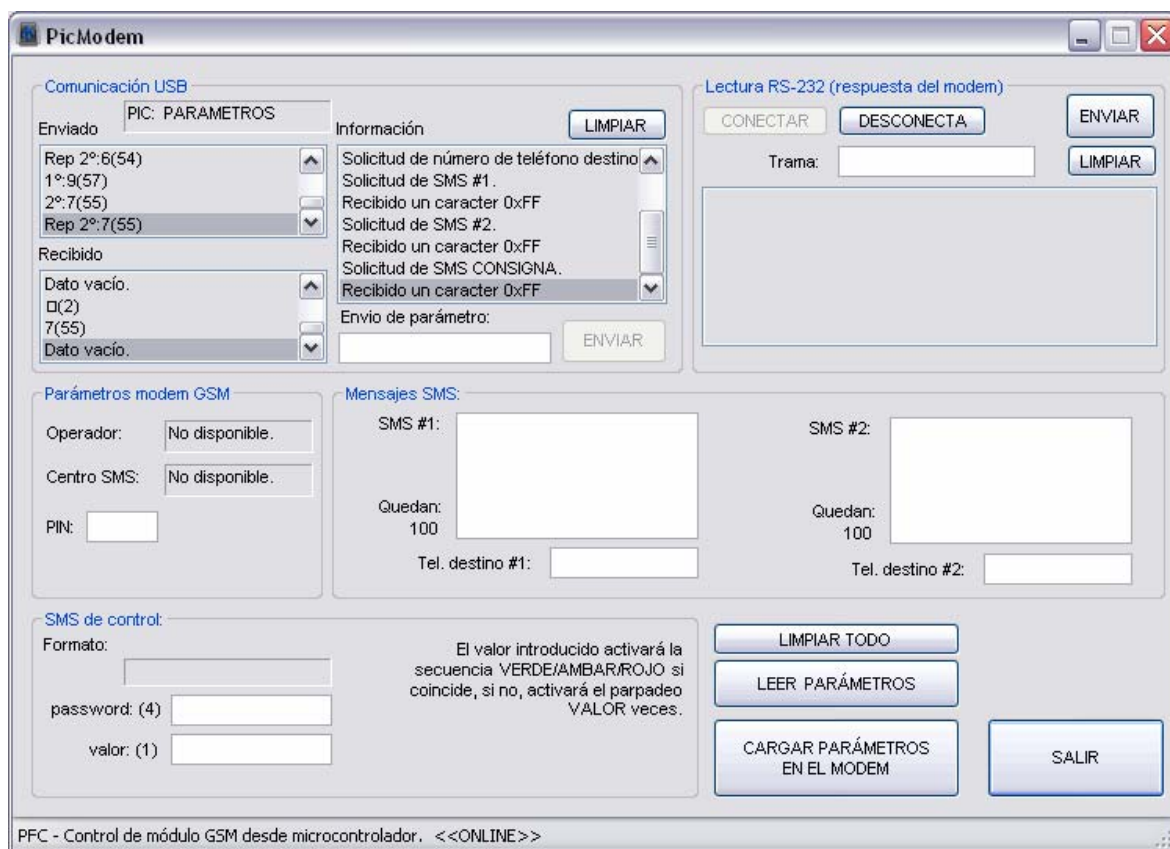 PicModem
Comunicación USB
PIC: PARAMETROS
Enviado
Rep 2º:6(54)
1º:9(57)
2º:7(55)
Rep 2º:7(55)
Recibido
Dato vacío.
□(2)
7(55)
Dato vacío.
Información
LIMPIAR
Solicitud de número de teléfono destino
Solicitud de SMS #1.
Recibido un caracter 0xFF
Solicitud de SMS #2.
Recibido un caracter 0xFF
Solicitud de SMS CONSIGNA.
Recibido un caracter 0xFF
Envio de parámetro:
ENVIAR
Lectura RS-232 (respuesta del modem)
CONECTAR
DESCONECTA
ENVIAR
Trama:
LIMPIAR
Parámetros modem GSM
Operador:
No disponible.
Centro SMS:
No disponible.
PIN:
Mensajes SMS:
SMS #1:
Quedan:
100
Tel. destino #1:
SMS #2:
Quedan:
100
Tel. destino #2:
SMS de control:
Formato:
password: (4)
valor: (1)
El valor introducido activará la
secuencia VERDE/AMBAR/ROJO si
coincide, si no, activará el parpadeo
VALOR veces.
LIMPIAR TODO
LEER PARÁMETROS
CARGAR PARÁMETROS
EN EL MODEM
SALIR
PFC - Control de módulo GSM desde microcontrolador. <<ONLINE>>